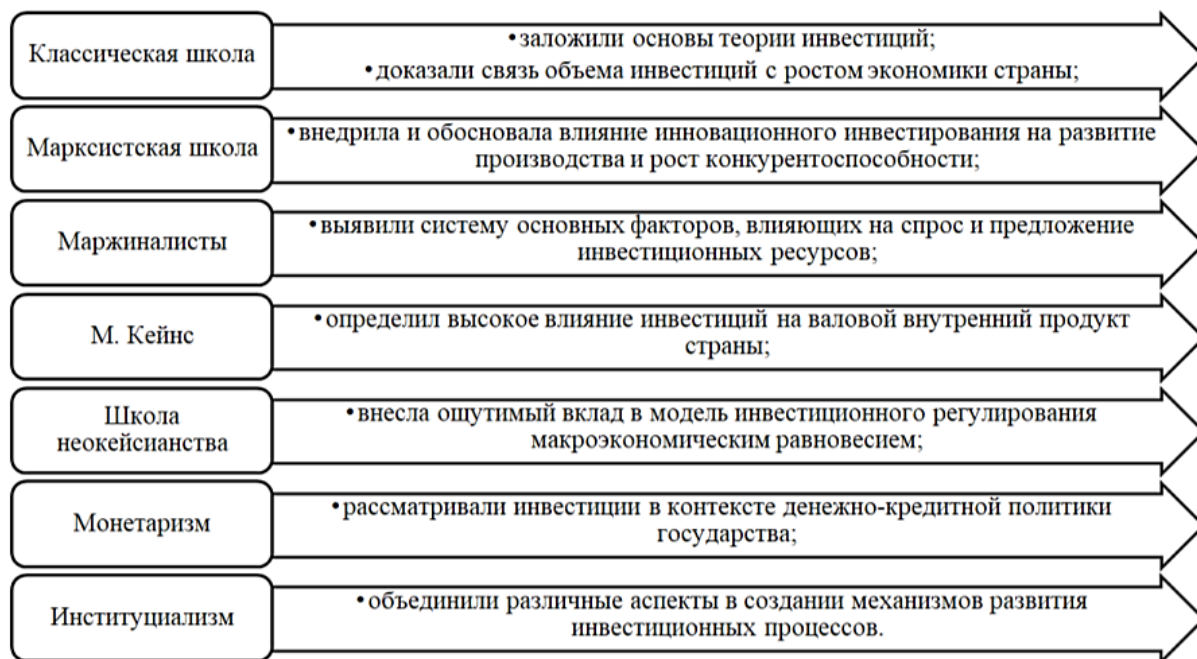 Классическая школа
•заложили основы теории инвестиций;
•доказали связь объема инвестиций с ростом экономики страны;
Марксистская школа
•внедрила и обосновала влияние инновационного инвестирования на развитие
производства и рост конкурентоспособности;
Маржиналисты
•выявили систему основных факторов, влияющих на спрос и предложение
инвестиционных ресурсов;
М. Кейнс
•определил высокое влияние инвестиций на валовой внутренний продукт
страны;
Школа
неокейсианства
•внесла ощутимый вклад в модель инвестиционного регулирования
макроэкономическим равновесием;
Монетаризм
•рассматривали инвестиции в контексте денежно-кредитной политики
государства;
Институциализм
•объединили различные аспекты в создании механизмов развития
инвестиционных процессов.